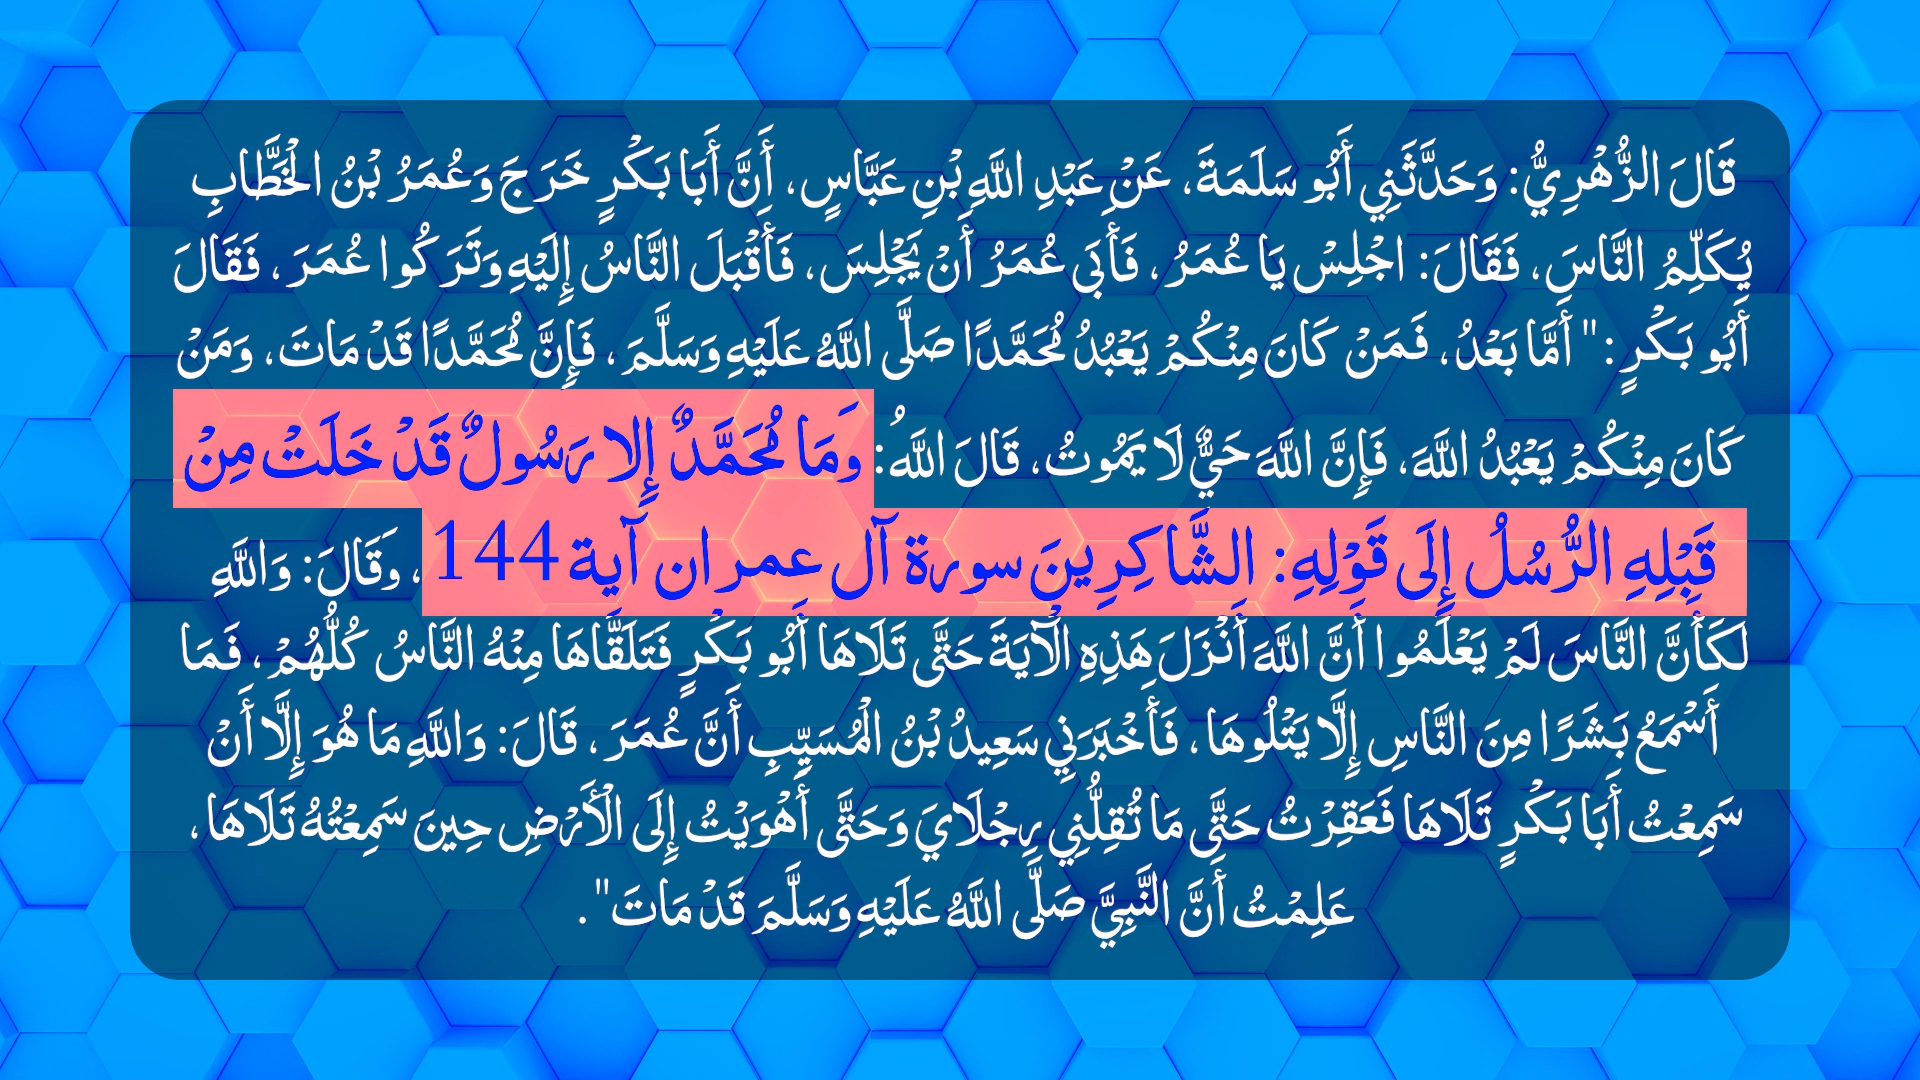 قَالَ الزُّهْرِيُّ: وَحَدَّثَنِي أَبُو سَلَمَةَ، عَنْ عَبْدِ اللَّهِ بْنِ عَبَّاسٍ، أَنَّ أَبَا بَكْرٍ خَرَجَ وَعُمَرُ بْنُ الْخَطَّابِ
يُكَلِّمُ النَّاسَ، فَقَالَ: اجْلِسْ يَا عُمَرُ، فَأَبَى عُمَرُ أَنْ يَجْلِسَ، فَأَقْبَلَ النَّاسُ إِلَيْهِ وَتَرَكُوا عُمَرَ، فَقَالَ
أَبُو بَكْرٍ:" أَمَّا بَعْدُ، فَمَنْ كَانَ مِنْكُمْ يَعْبُدُ مُحَمَّدًا صَلَّى اللَّهُ عَلَيْهِ وَسَلَّمَ، فَإِنَّ مُحَمَّدًا قَدْ مَاتَ، وَمَنْ
كَانَ مِنْكُمْ يَعْبُدُ اللَّهَ، فَإِنَّ اللَّهَ حَيٌّ لَا يَمُوتُ، قَالَ اللَّهُ: وَمَا مُحَمَّدٌ إِلا رَسُولٌ قَدْ خَلَتْ مِنْ
قَبْلِهِ الرُّسُلُ إِلَى قَوْلِهِ: الشَّاكِرِينَ سورة آل عمران آية 144، وَقَالَ: وَاللَّهِ
لَكَأَنَّ النَّاسَ لَمْ يَعْلَمُوا أَنَّ اللَّهَ أَنْزَلَ هَذِهِ الْآيَةَ حَتَّى تَلَاهَا أَبُو بَكْرٍ فَتَلَقَّاهَا مِنْهُ النَّاسُ كُلُّهُمْ، فَمَا
أَسْمَعُ بَشَرًا مِنَ النَّاسِ إِلَّا يَتْلُوهَا، فَأَخْبَرَنِي سَعِيدُ بْنُ الْمُسَيِّبِ أَنَّ عُمَرَ، قَالَ: وَاللَّهِ مَا هُوَ إِلَّا أَنْ
سَمِعْتُ أَبَا بَكْرٍ تَلَاهَا فَعَقِرْتُ حَتَّى مَا تُقِلُّنِي رِجْلَايَ وَحَتَّى أَهْوَيْتُ إِلَى الْأَرْضِ حِينَ سَمِعْتُهُ تَلَاهَا،
عَلِمْتُ أَنَّ النَّبِيَّ صَلَّى اللَّهُ عَلَيْهِ وَسَلَّمَ قَدْ مَاتَ".